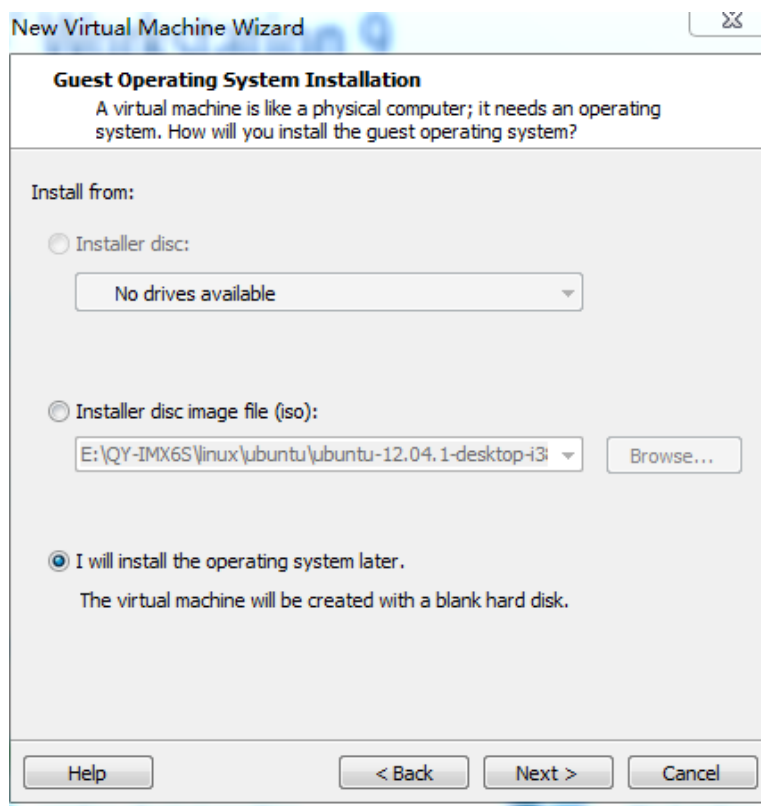 Workstation 9
New Virtual Machine Wizard
Guest Operating System Installation
A virtual machine is like a physical computer; it needs an operating
system. How will you install the guest operating system?
Install from:
Installer disc:
No drives available
Installer disc image file (iso):
E:\QY-IMX6S\linux\ubuntu\ubuntu-12.04.1-desktop-i3
Browse...
I will install the operating system later.
The virtual machine will be created with a blank hard disk.
Help
< Back
Next >
Cancel